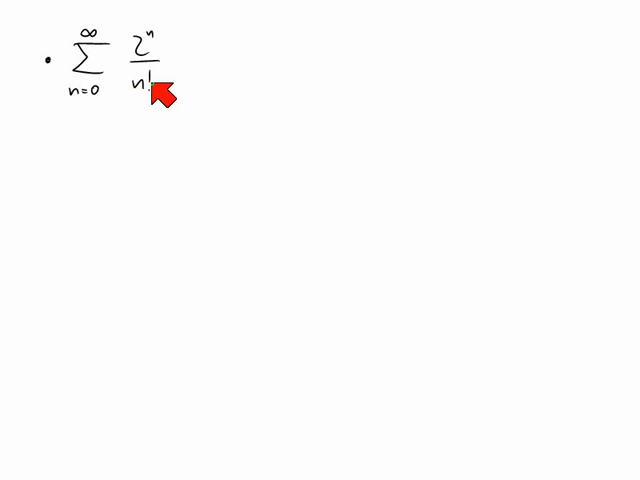 • ∑_{n=0}^{∞} 2^n / n!